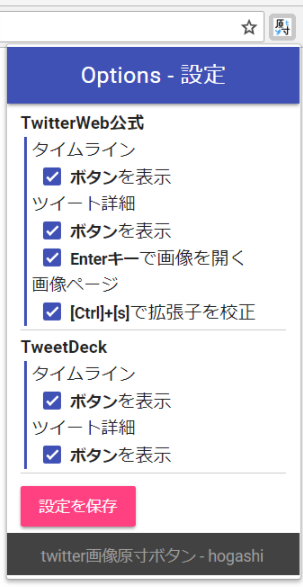 原寸
Options - 設定
TwitterWeb公式
タイムライン
ボタンを表示
ツイート詳細
ボタンを表示
Enterキーで画像を開く
画像ページ
[Ctrl]+[s]で拡張子を校正
TweetDeck
タイムライン
ボタンを表示
ツイート詳細
ボタンを表示
設定を保存
twitter画像原寸ボタン - hogashi